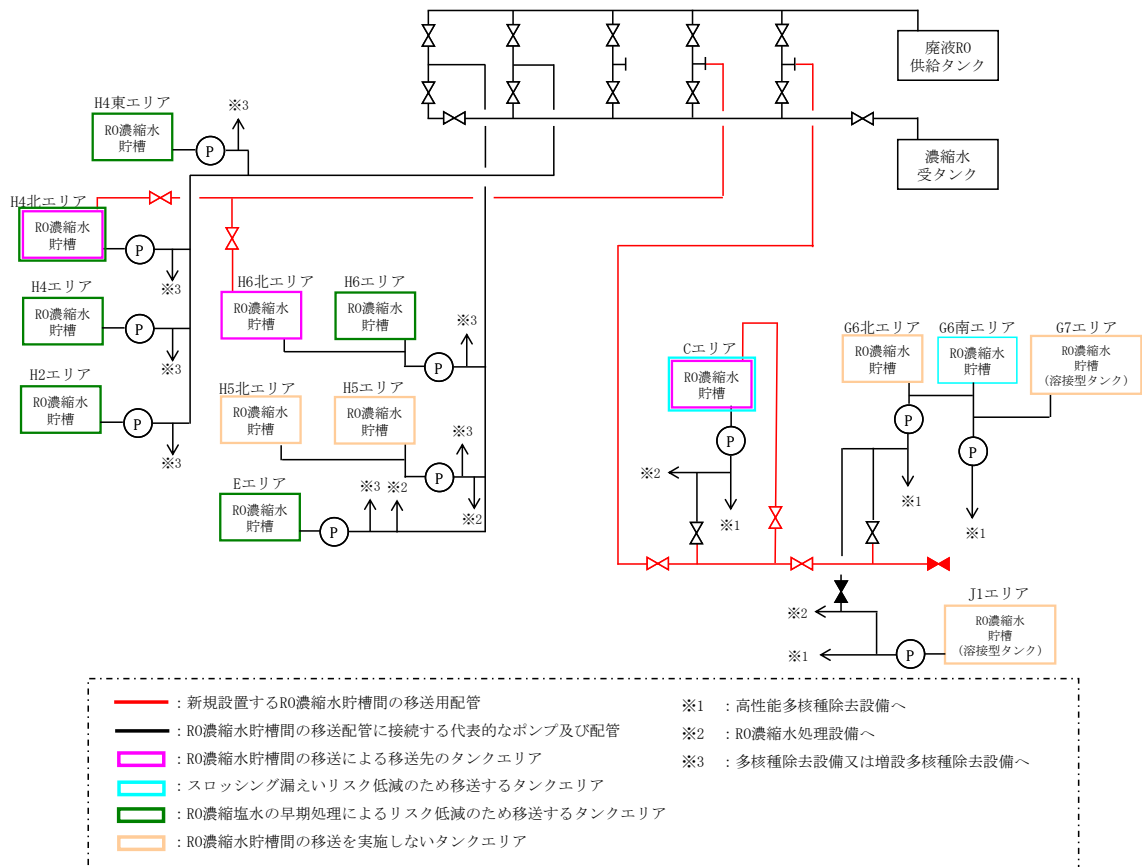 廃液RO
供給タンク
濃縮水
受タンク
H4東エリア
※3
RO濃縮水
貯槽
P
H4北エリア
RO濃縮水
貯槽
P
※3
H4エリア
RO濃縮水
貯槽
P
※3
H2エリア
RO濃縮水
貯槽
P
※3
H6北エリア
RO濃縮水
貯槽
H6エリア
RO濃縮水
貯槽
※3
P
H5北エリア
RO濃縮水
貯槽
H5エリア
RO濃縮水
貯槽
※3
P
※2
Eエリア
RO濃縮水
貯槽
※3
※2
P
Cエリア
RO濃縮水
貯槽
P
※2
※1
G6北エリア
RO濃縮水
貯槽
P
※1
G6南エリア
RO濃縮水
貯槽
P
※1
G7エリア
RO濃縮水
貯槽
(溶接型タンク)
J1エリア
RO濃縮水
貯槽
(溶接型タンク)
P
※2
※1
：新規設置するRO濃縮水貯槽間の移送用配管
：RO濃縮水貯槽間の移送配管に接続する代表的なポンプ及び配管
：RO濃縮水貯槽間の移送による移送先のタンクエリア
：スロッシング漏えいリスク低減のため移送するタンクエリア
：RO濃縮塩水の早期処理によるリスク低減のため移送するタンクエリア
：RO濃縮水貯槽間の移送を実施しないタンクエリア
※1 ：高性能多核種除去設備へ
※2 ：RO濃縮水処理設備へ
※3 ：多核種除去設備又は増設多核種除去設備へ